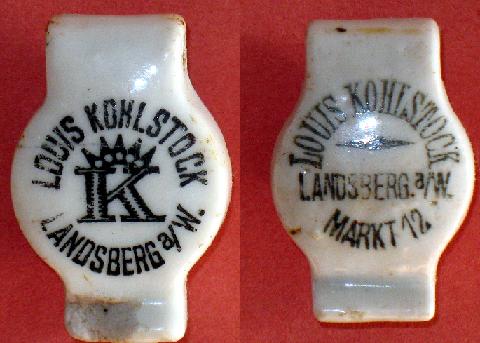 LOUIS KOHLSTOCK
K
LANDSBERG a/W.
LOUIS KOHLSTOCK
LANDSBERG. a/W.
MARKT 12